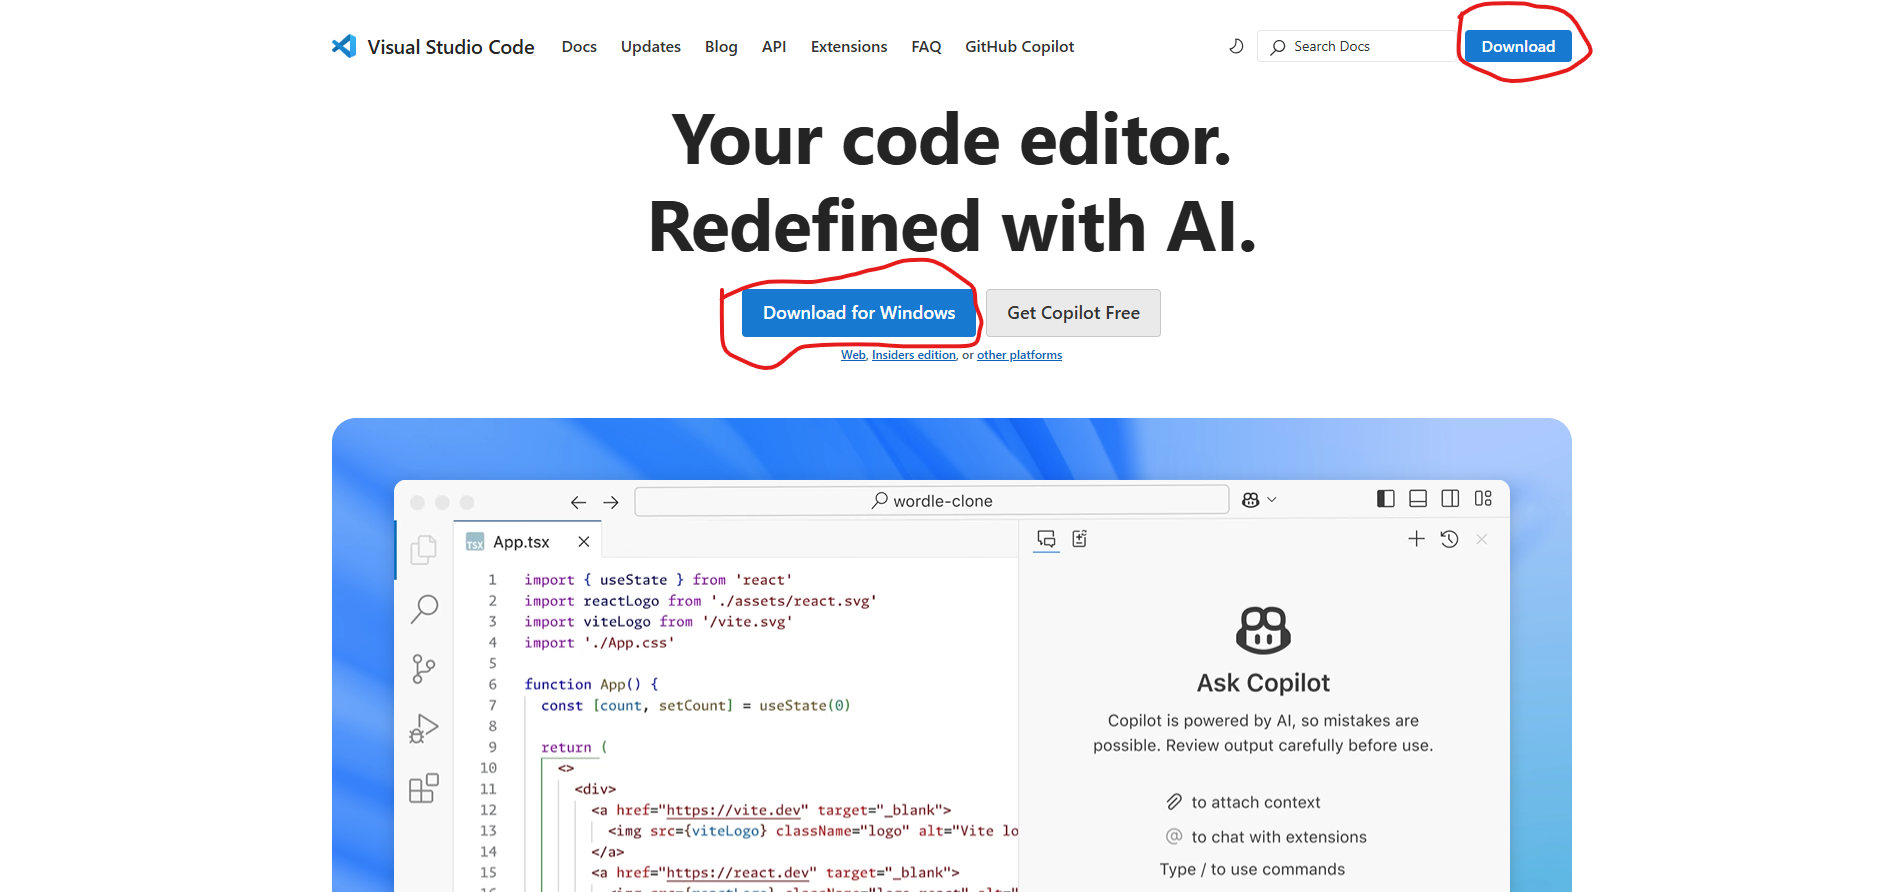 Visual Studio Code Docs Updates Blog API Extensions FAQ GitHub Copilot Search Docs Download
Your code editor.
Redefined with AI.
Download for Windows Get Copilot Free
Web, Insiders edition, or other platforms
wordle-clone
TSX App.tsx
1 import { useState } from 'react'
2 import reactLogo from './assets/react.svg'
3 import viteLogo from '/vite.svg'
4 import './App.css'
5
6 function App() {
7 const [count, setCount] = useState(0)
8
9 return (
10 <>
11 <div>
12 <a href="https://vite.dev" target="_blank">
13 <img src={viteLogo} className="logo" alt="Vite lo
14 </a>
15 <a href="https://react.dev" target="_blank">
Ask Copilot
Copilot is powered by AI, so mistakes are
possible. Review output carefully before use.
to attach context
@ to chat with extensions
Type / to use commands